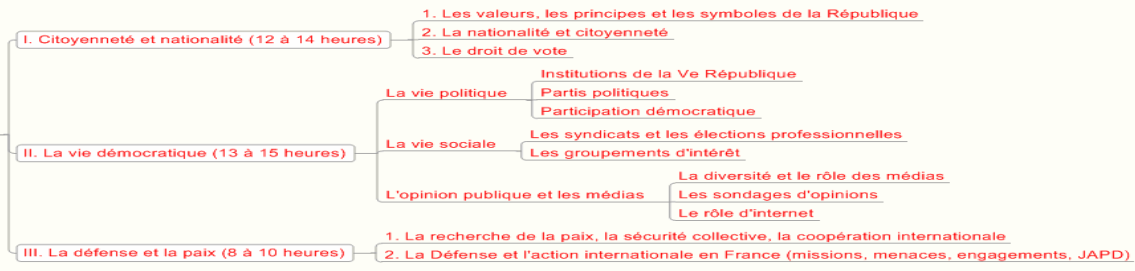 I. Citoyenneté et nationalité (12 à 14 heures)
1. Les valeurs, les principes et les symboles de la République
2. La nationalité et citoyenneté
3. Le droit de vote
II. La vie démocratique (13 à 15 heures)
La vie politique
Institutions de la Ve République
Partis politiques
Participation démocratique
La vie sociale
Les syndicats et les élections professionnelles
Les groupements d'intérêt
L'opinion publique et les médias
La diversité et le rôle des médias
Les sondages d'opinions
Le rôle d'internet
III. La défense et la paix (8 à 10 heures)
1. La recherche de la paix, la sécurité collective, la coopération internationale
2. La Défense et l'action internationale en France (missions, menaces, engagements, JAPD)